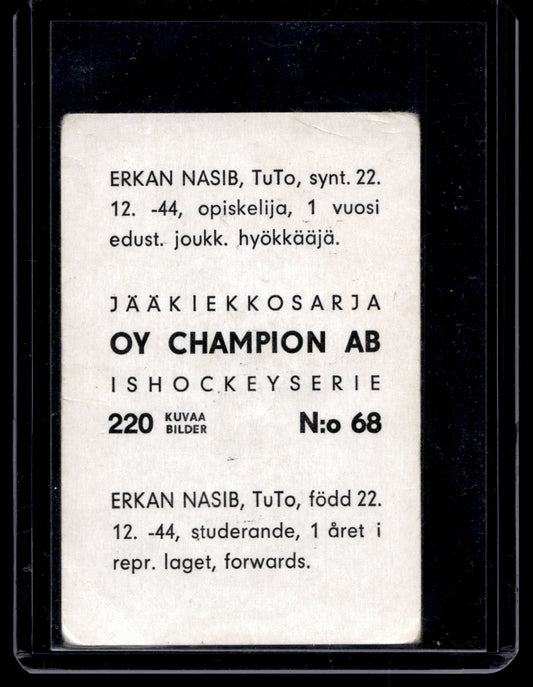 ERKAN NASIB, TuTo, synt. 22.
12. -44, opiskelija, 1 vuosi
edust. joukk. hyökkääjä.
JÄÄKIEKKOSARJA
OY CHAMPION AB
ISHOCKEYSERIE
220 KUVAA BILDER N:o 68
ERKAN NASIB, TuTo, född 22.
12. -44, studerande, 1 året i
repr. laget, forwards.